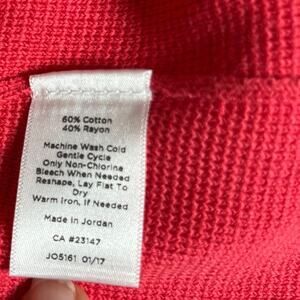 60% Cotton
40% Rayon
Machine Wash Cold
Gentle Cycle
Only Non-Chlorine
Bleach When Needed
Reshape, Lay Flat To
Dry
Warm Iron, If Needed
Made in Jordan
CA #23147
JO5161 01/17